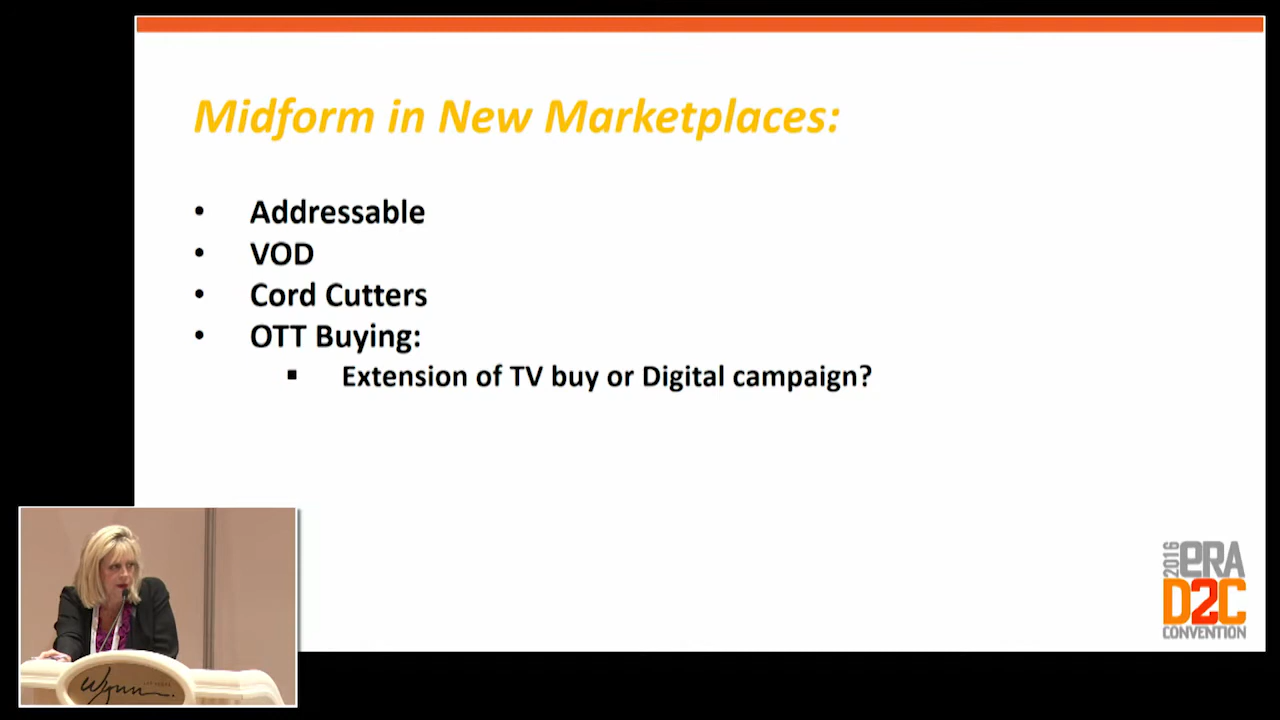 Midform in New Marketplaces:
• Addressable
• VOD
• Cord Cutters
• OTT Buying:
▪ Extension of TV buy or Digital campaign?
2016 eRA
D2C
CONVENTION
Wynn